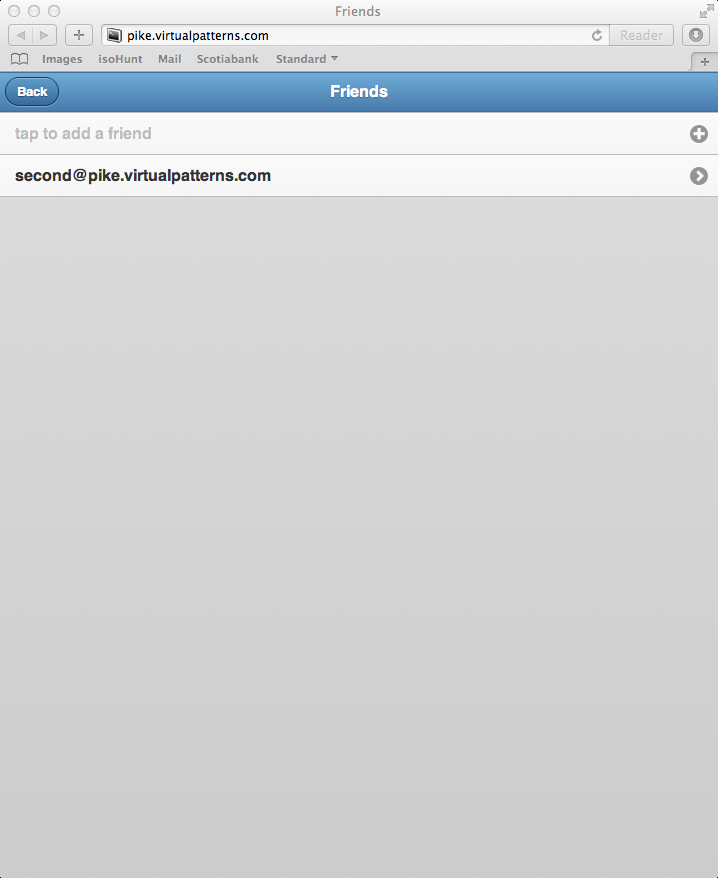 Friends
pike.virtualpatterns.com Reader
Images isoHunt Mail Scotiabank Standard
Back Friends
tap to add a friend
second@pike.virtualpatterns.com